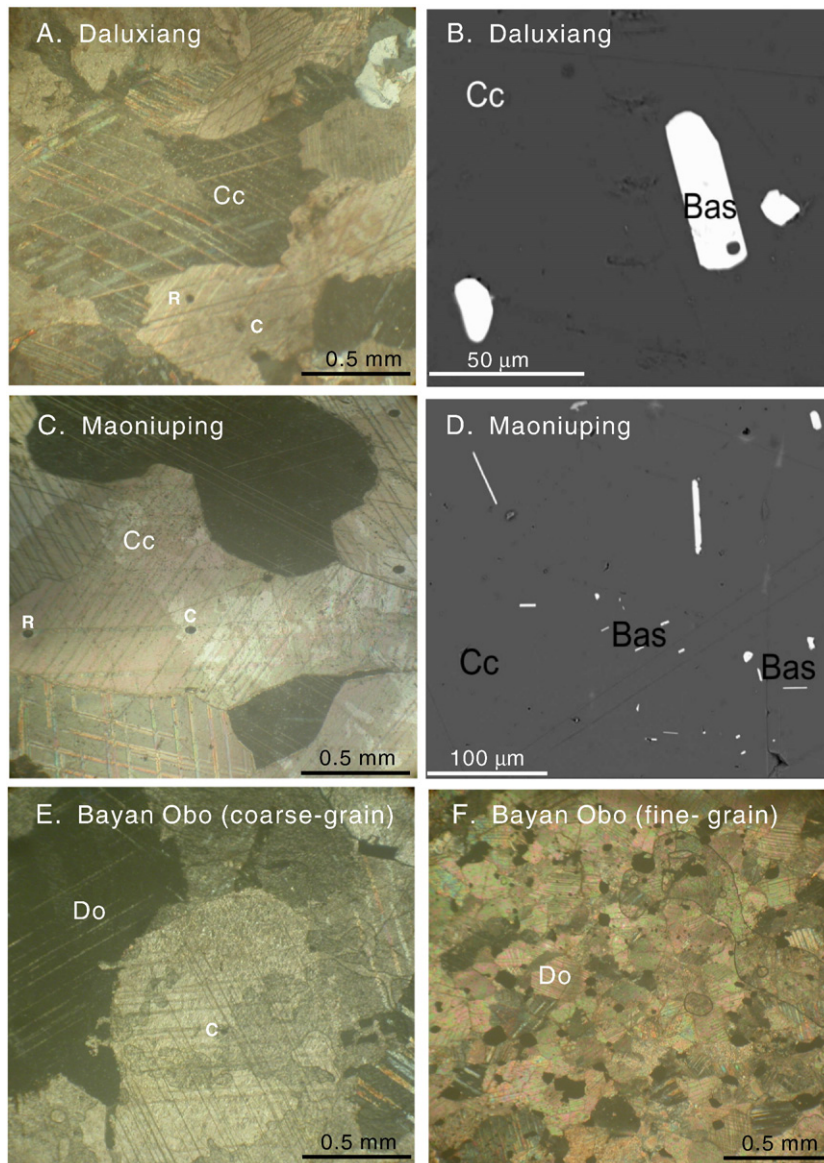 A. Daluxiang
Cc
R
C
0.5 mm
B. Daluxiang
Cc
Bas
50 μm
C. Maoniuping
Cc
R
C
0.5 mm
D. Maoniuping
Cc
Bas
Bas
100 μm
E. Bayan Obo (coarse-grain)
Do
C
0.5 mm
F. Bayan Obo (fine- grain)
Do
0.5 mm